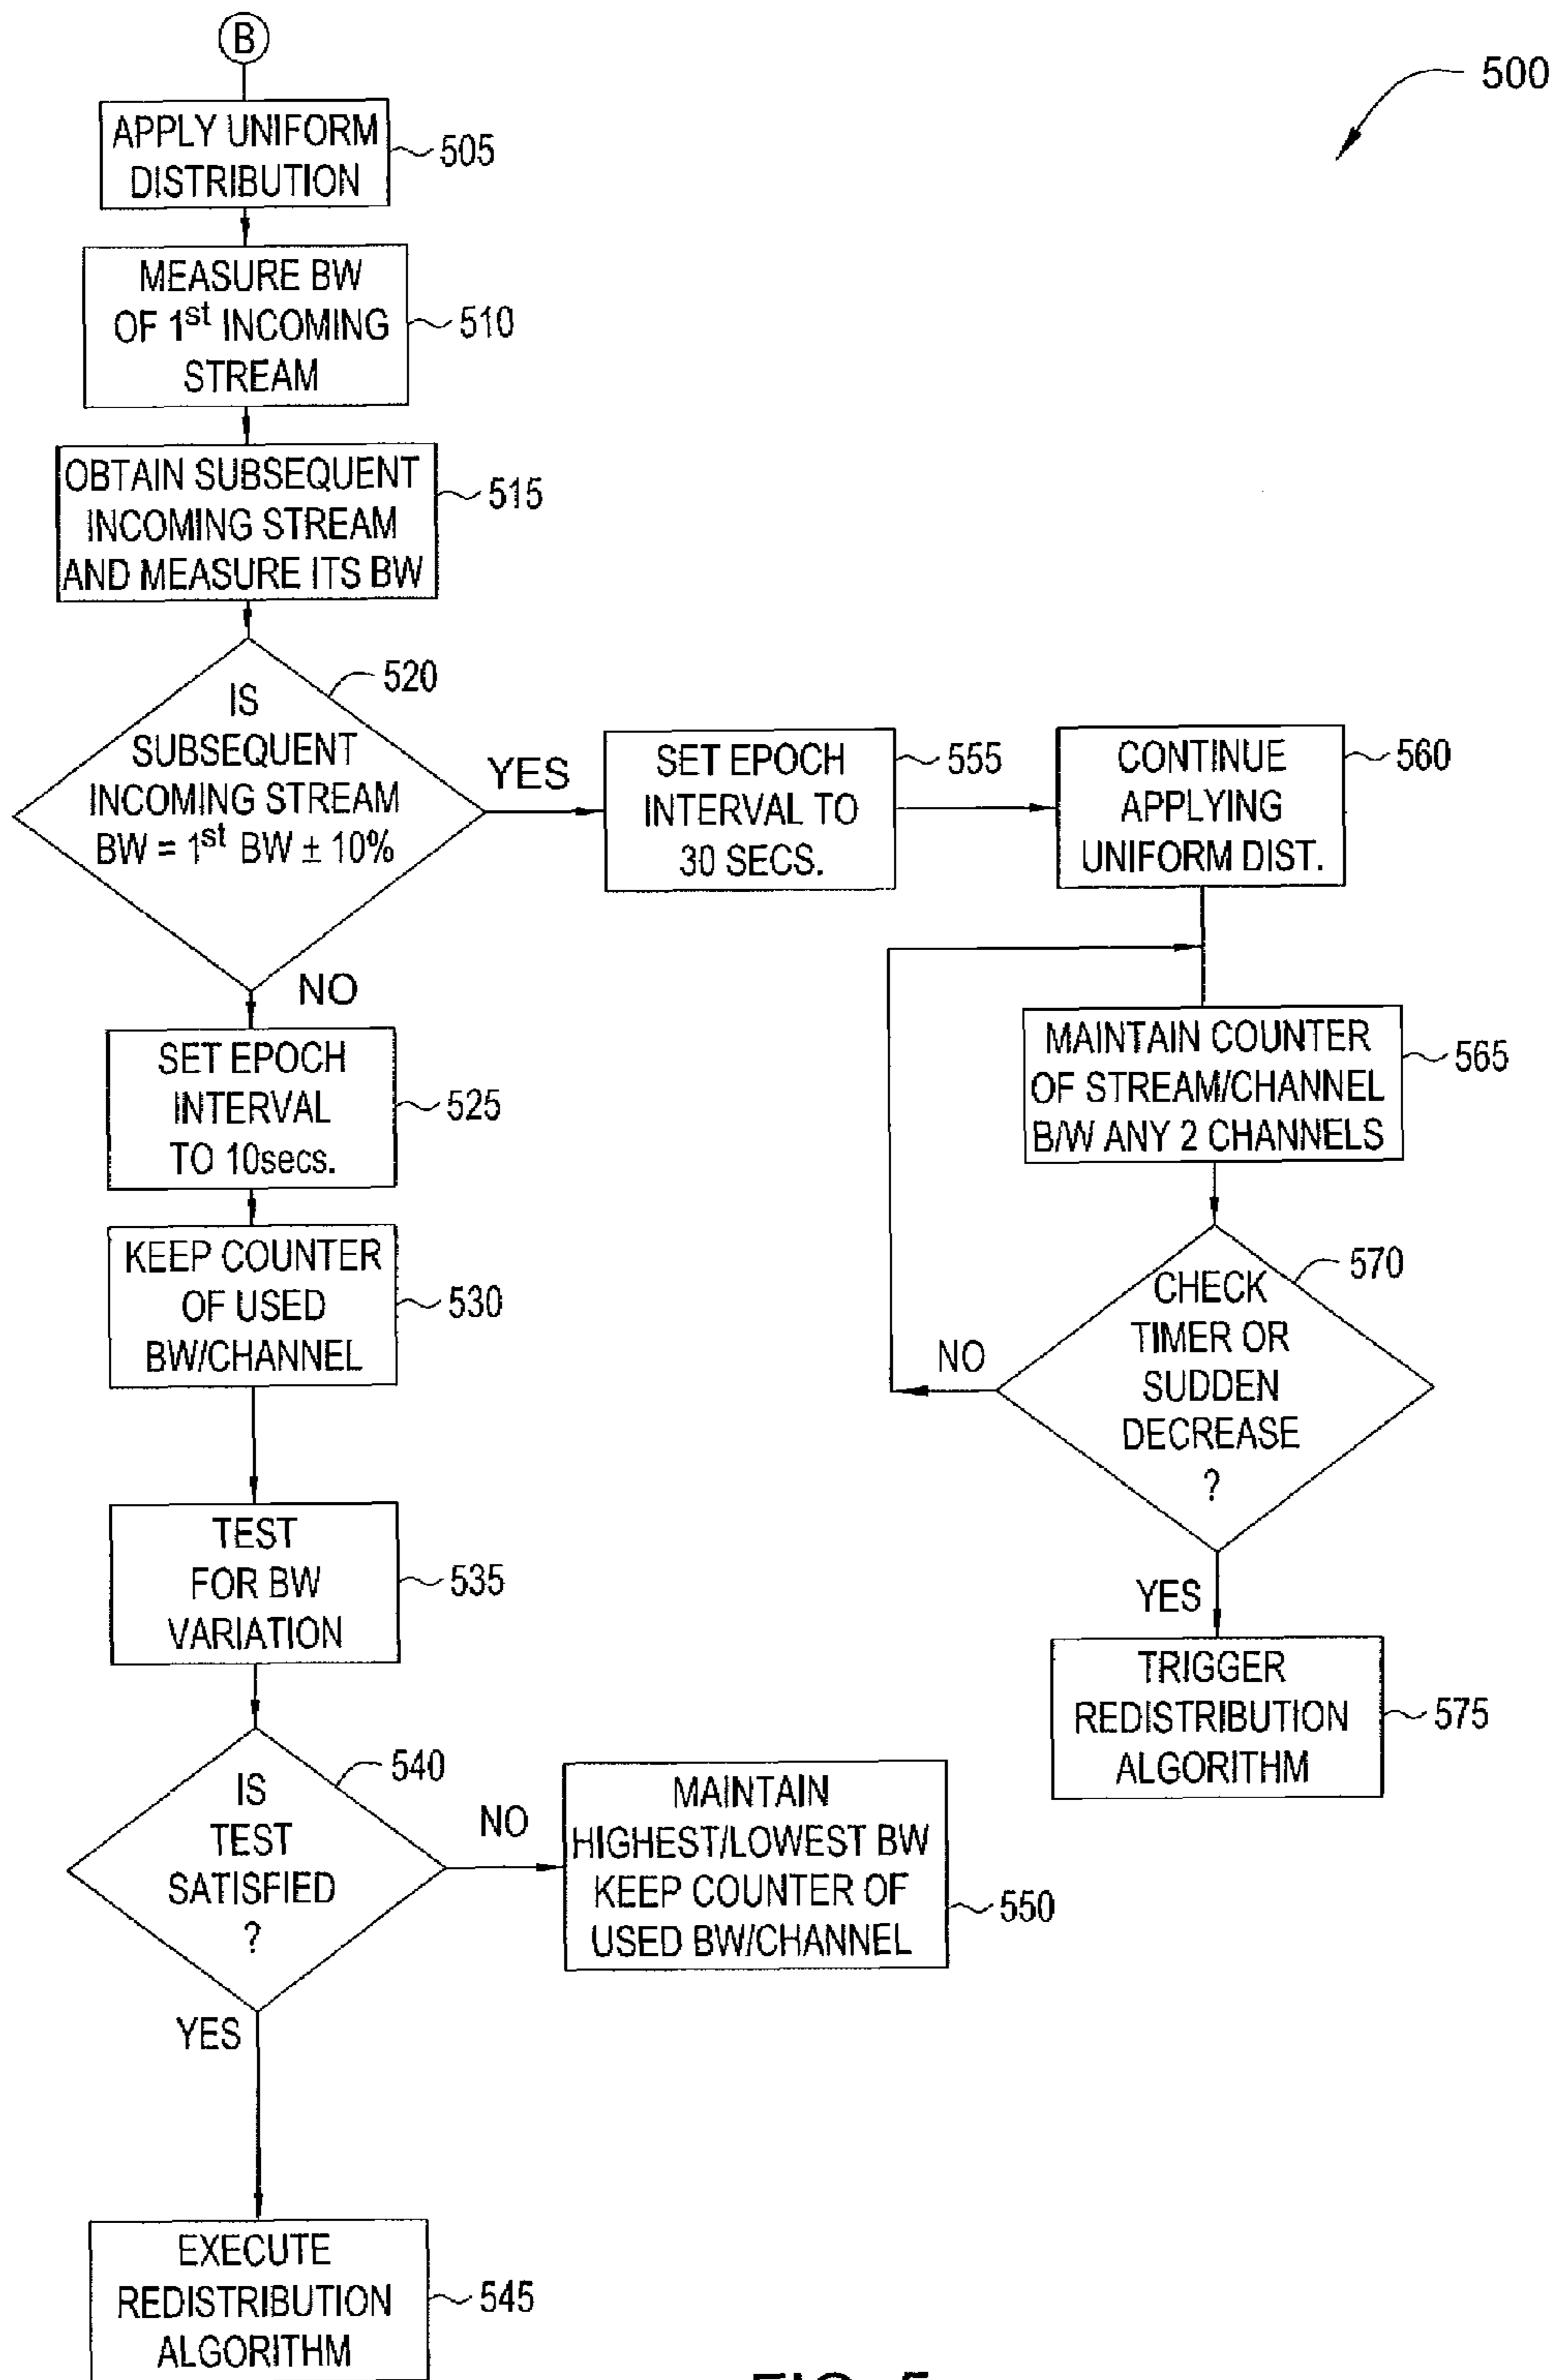 B
500
APPLY UNIFORM
DISTRIBUTION
505
MEASURE BW
OF 1st INCOMING
STREAM
510
OBTAIN SUBSEQUENT
INCOMING STREAM
AND MEASURE ITS BW
515
IS
SUBSEQUENT
INCOMING STREAM
BW = 1st BW ± 10%
520
YES
SET EPOCH
INTERVAL TO
30 SECS.
555
CONTINUE
APPLYING
UNIFORM DIST.
560
NO
SET EPOCH
INTERVAL
TO 10secs.
525
MAINTAIN COUNTER
OF STREAM/CHANNEL
B/W ANY 2 CHANNELS
565
KEEP COUNTER
OF USED
BW/CHANNEL
530
CHECK
TIMER OR
SUDDEN
DECREASE
?
570
NO
YES
TEST
FOR BW
VARIATION
535
TRIGGER
REDISTRIBUTION
ALGORITHM
575
IS
TEST
SATISFIED
?
540
NO
MAINTAIN
HIGHEST/LOWEST BW
KEEP COUNTER OF
USED BW/CHANNEL
550
YES
EXECUTE
REDISTRIBUTION
ALGORITHM
545
FIG. 5